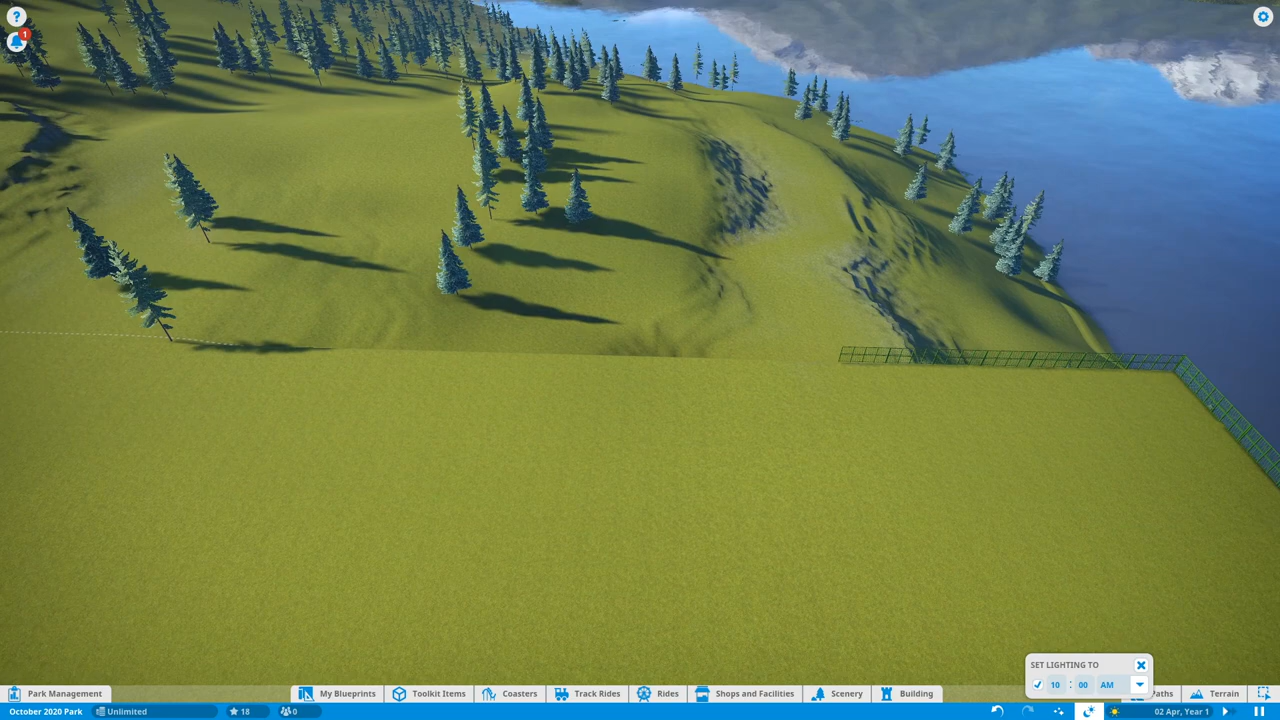 ?
1
SET LIGHTING TO
10 : 00 AM
Park Management
My Blueprints
Toolkit Items
Coasters
Track Rides
Rides
Shops and Facilities
Scenery
Building
Paths
Terrain
October 2020 Park
Unlimited
18
0
02 Apr, Year 1